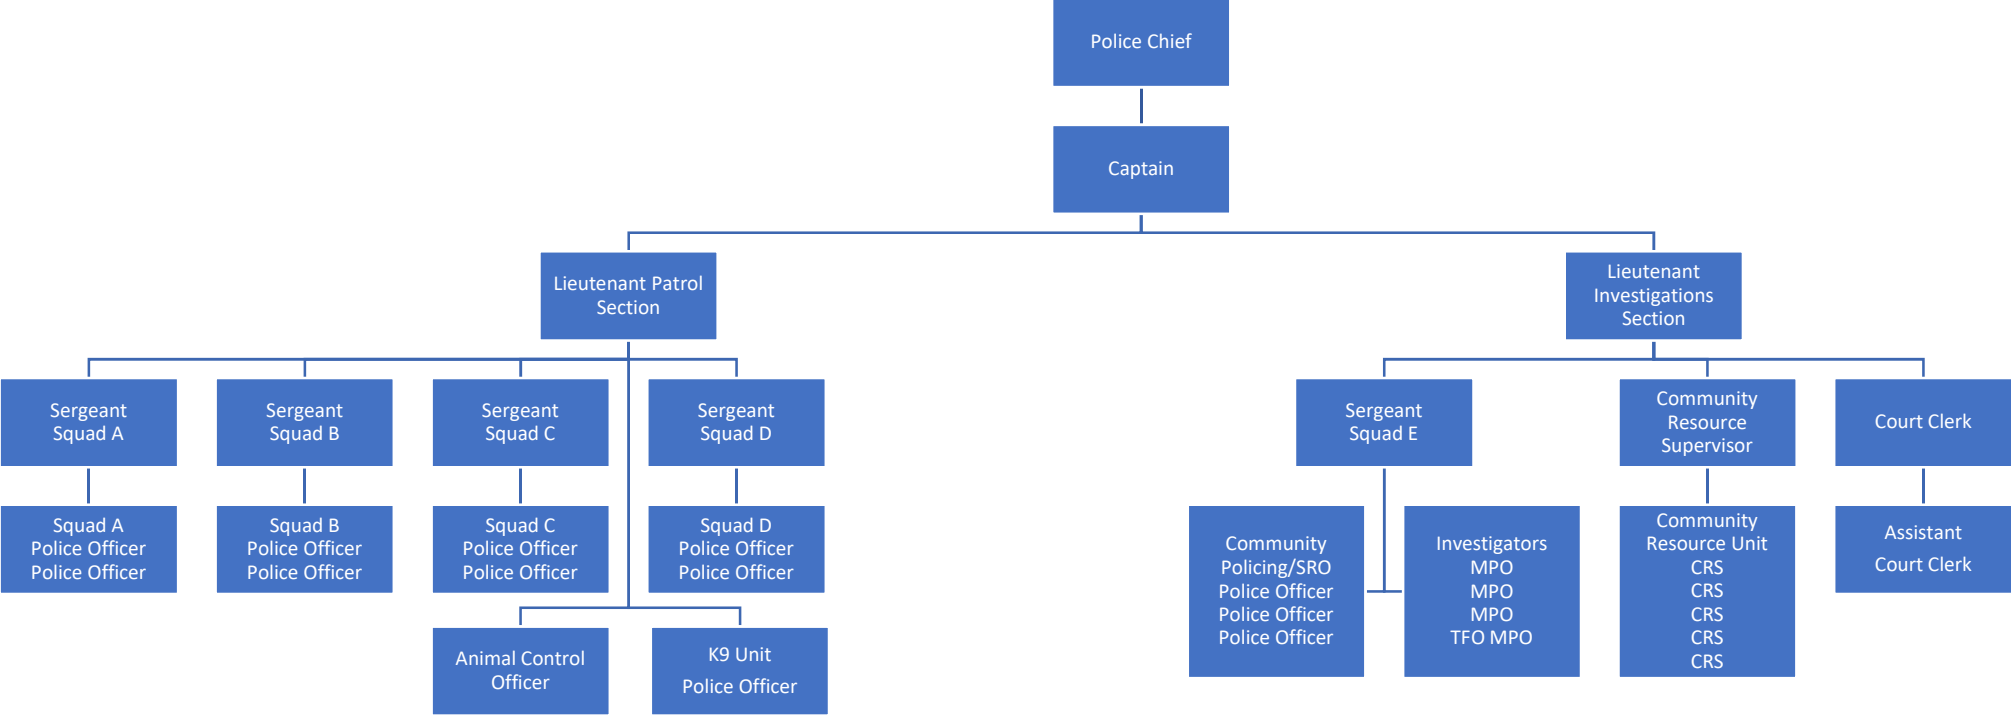 Police Chief
Captain
Lieutenant Patrol
Section
Lieutenant
Investigations
Section
Sergeant
Squad A
Sergeant
Squad B
Sergeant
Squad C
Sergeant
Squad D
Sergeant
Squad E
Community
Resource
Supervisor
Court Clerk
Squad A
Police Officer
Police Officer
Squad B
Police Officer
Police Officer
Squad C
Police Officer
Police Officer
Squad D
Police Officer
Police Officer
Community
Policing/SRO
Police Officer
Police Officer
Police Officer
Investigators
MPO
MPO
MPO
TFO MPO
Community
Resource Unit
CRS
CRS
CRS
CRS
CRS
Assistant
Court Clerk
Animal Control
Officer
K9 Unit
Police Officer